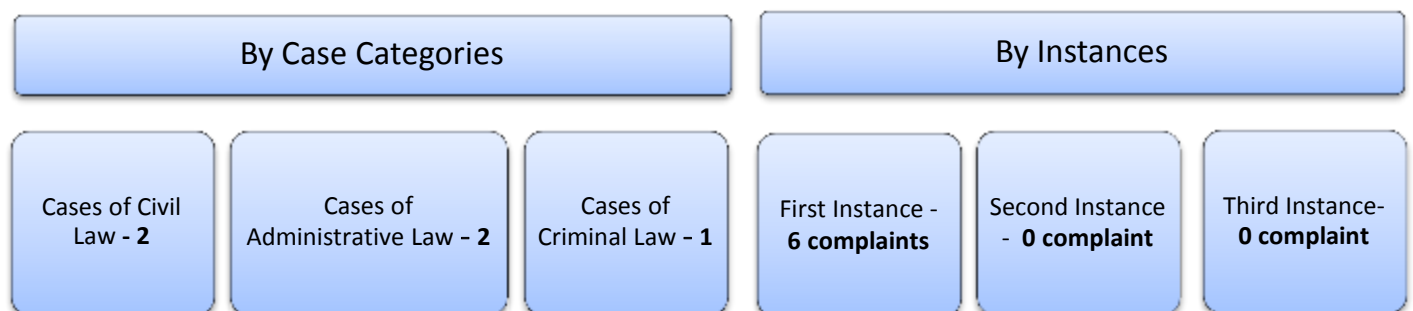 By Case Categories
By Instances
Cases of Civil
Law - 2
Cases of
Administrative Law – 2
Cases of
Criminal Law – 1
First Instance -
6 complaints
Second Instance
- 0 complaint
Third Instance-
0 complaint